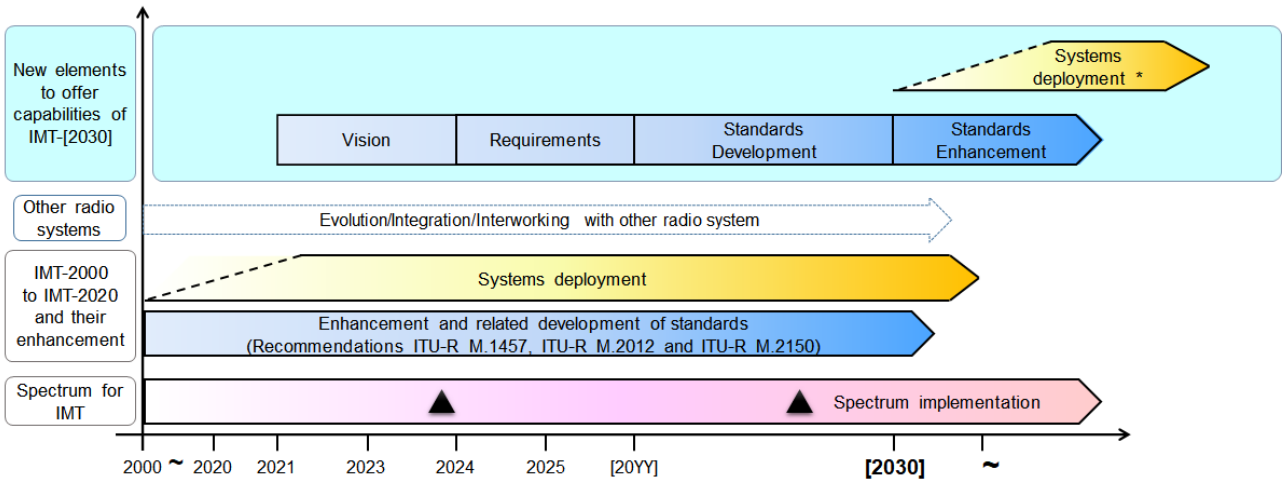 New elements
to offer
capabilities of
IMT-[2030]
Systems
deployment *
Vision
Requirements
Standards
Development
Standards
Enhancement
Other radio
systems
Evolution/Integration/Interworking with other radio system
IMT-2000
to IMT-2020
and their
enhancement
Systems deployment
Enhancement and related development of standards
(Recommendations ITU-R M.1457, ITU-R M.2012 and ITU-R M.2150)
Spectrum for
IMT
Spectrum implementation
2000 ~ 2020 2021 2023 2024 2025 [20YY] [2030] ~